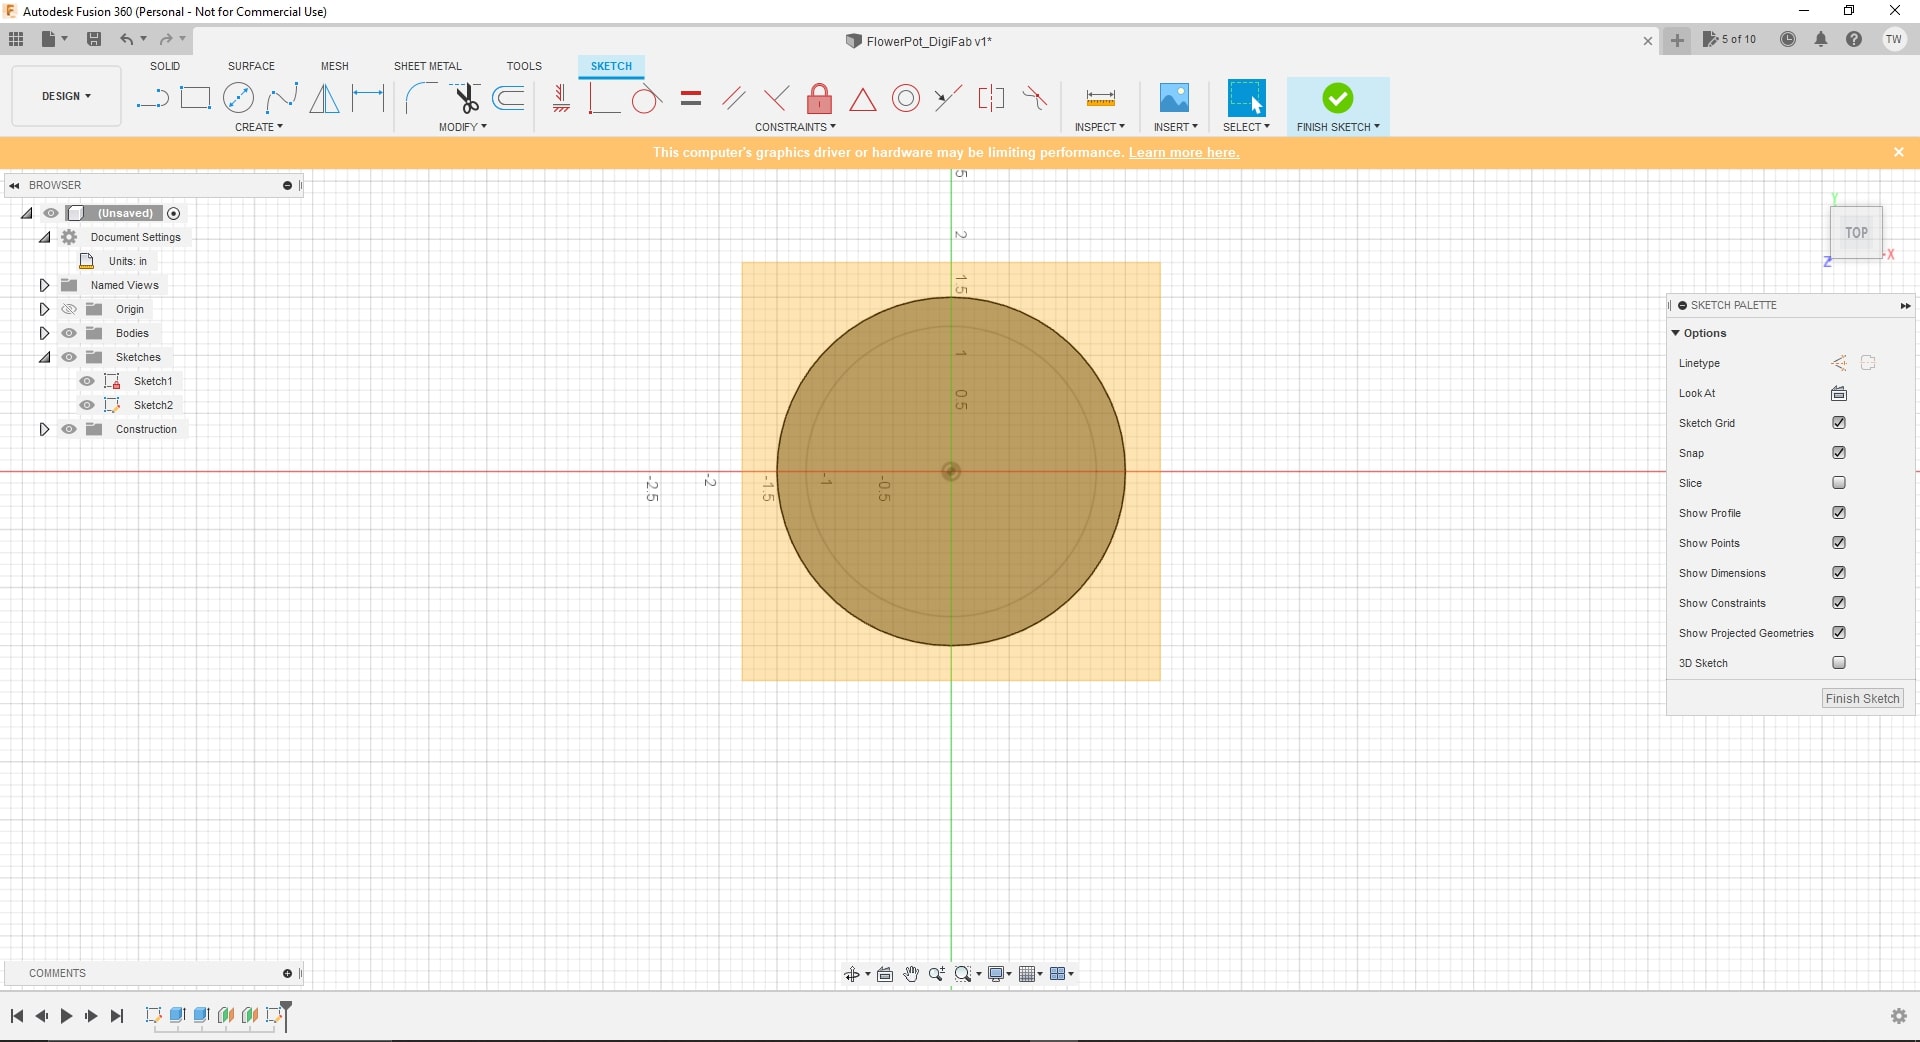 Autodesk Fusion 360 (Personal - Not for Commercial Use)
FlowerPot_DigiFab v1*
5 of 10
TW
DESIGN
SOLID
SURFACE
MESH
SHEET METAL
TOOLS
SKETCH
CREATE
MODIFY
CONSTRAINTS
INSPECT
INSERT
SELECT
FINISH SKETCH
This computer's graphics driver or hardware may be limiting performance. Learn more here.
BROWSER
(Unsaved)
Document Settings
Units: in
Named Views
Origin
Bodies
Sketches
Sketch1
Sketch2
Construction
5
2
1.5
1
0.5
-2.5
-2
-1.5
-1
-0.5
Y
TOP
X
Z
SKETCH PALETTE
Options
Linetype
Look At
Sketch Grid
Snap
Slice
Show Profile
Show Points
Show Dimensions
Show Constraints
Show Projected Geometries
3D Sketch
Finish Sketch
COMMENTS